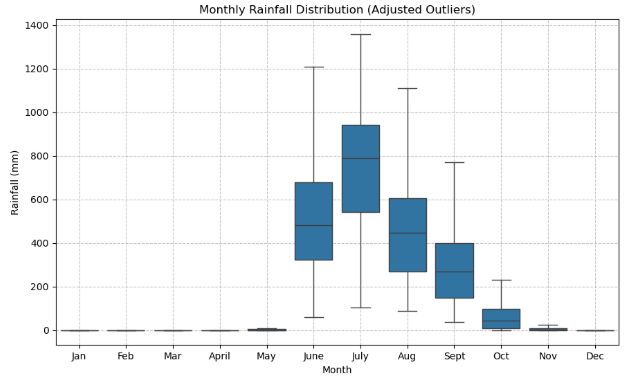 Monthly Rainfall Distribution (Adjusted Outliers)
1400
1200
1000
800
600
400
200
0
Rainfall (mm)
Jan Feb Mar April May June July Aug Sept Oct Nov Dec
Month